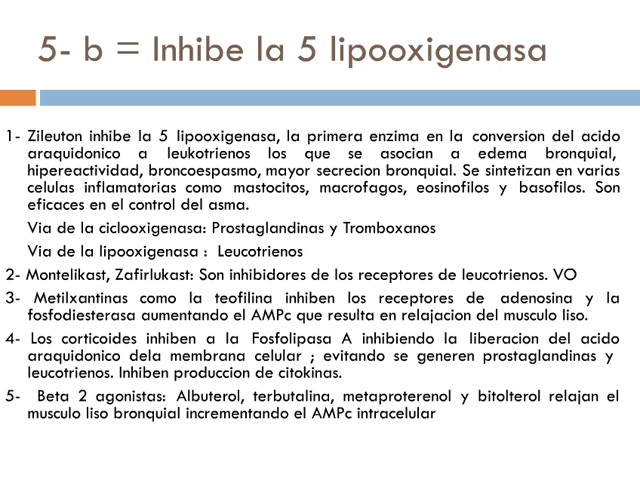 5- b = Inhibe la 5 lipooxigenasa
1- Zileuton inhibe la 5 lipooxigenasa, la primera enzima en la conversion del acido
araquidonico a leukotrienos los que se asocian a edema bronquial,
hipereactividad, broncoespasmo, mayor secrecion bronquial. Se sintetizan en varias
celulas inflamatorias como mastocitos, macrofagos, eosinofilos y basofilos. Son
eficaces en el control del asma.
Via de la ciclooxigenasa: Prostaglandinas y Tromboxanos
Via de la lipooxigenasa : Leucotrienos
2- Montelikast, Zafirlukast: Son inhibidores de los receptores de leucotrienos. VO
3- Metilxantinas como la teofilina inhiben los receptores de adenosina y la
fosfodiesterasa aumentando el AMPc que resulta en relajacion del musculo liso.
4- Los corticoides inhiben a la Fosfolipasa A inhibiendo la liberacion del acido
araquidonico dela membrana celular ; evitando se generen prostaglandinas y
leucotrienos. Inhiben produccion de citokinas.
5- Beta 2 agonistas: Albuterol, terbutalina, metaproterenol y bitolterol relajan el
musculo liso bronquial incrementando el AMPc intracelular